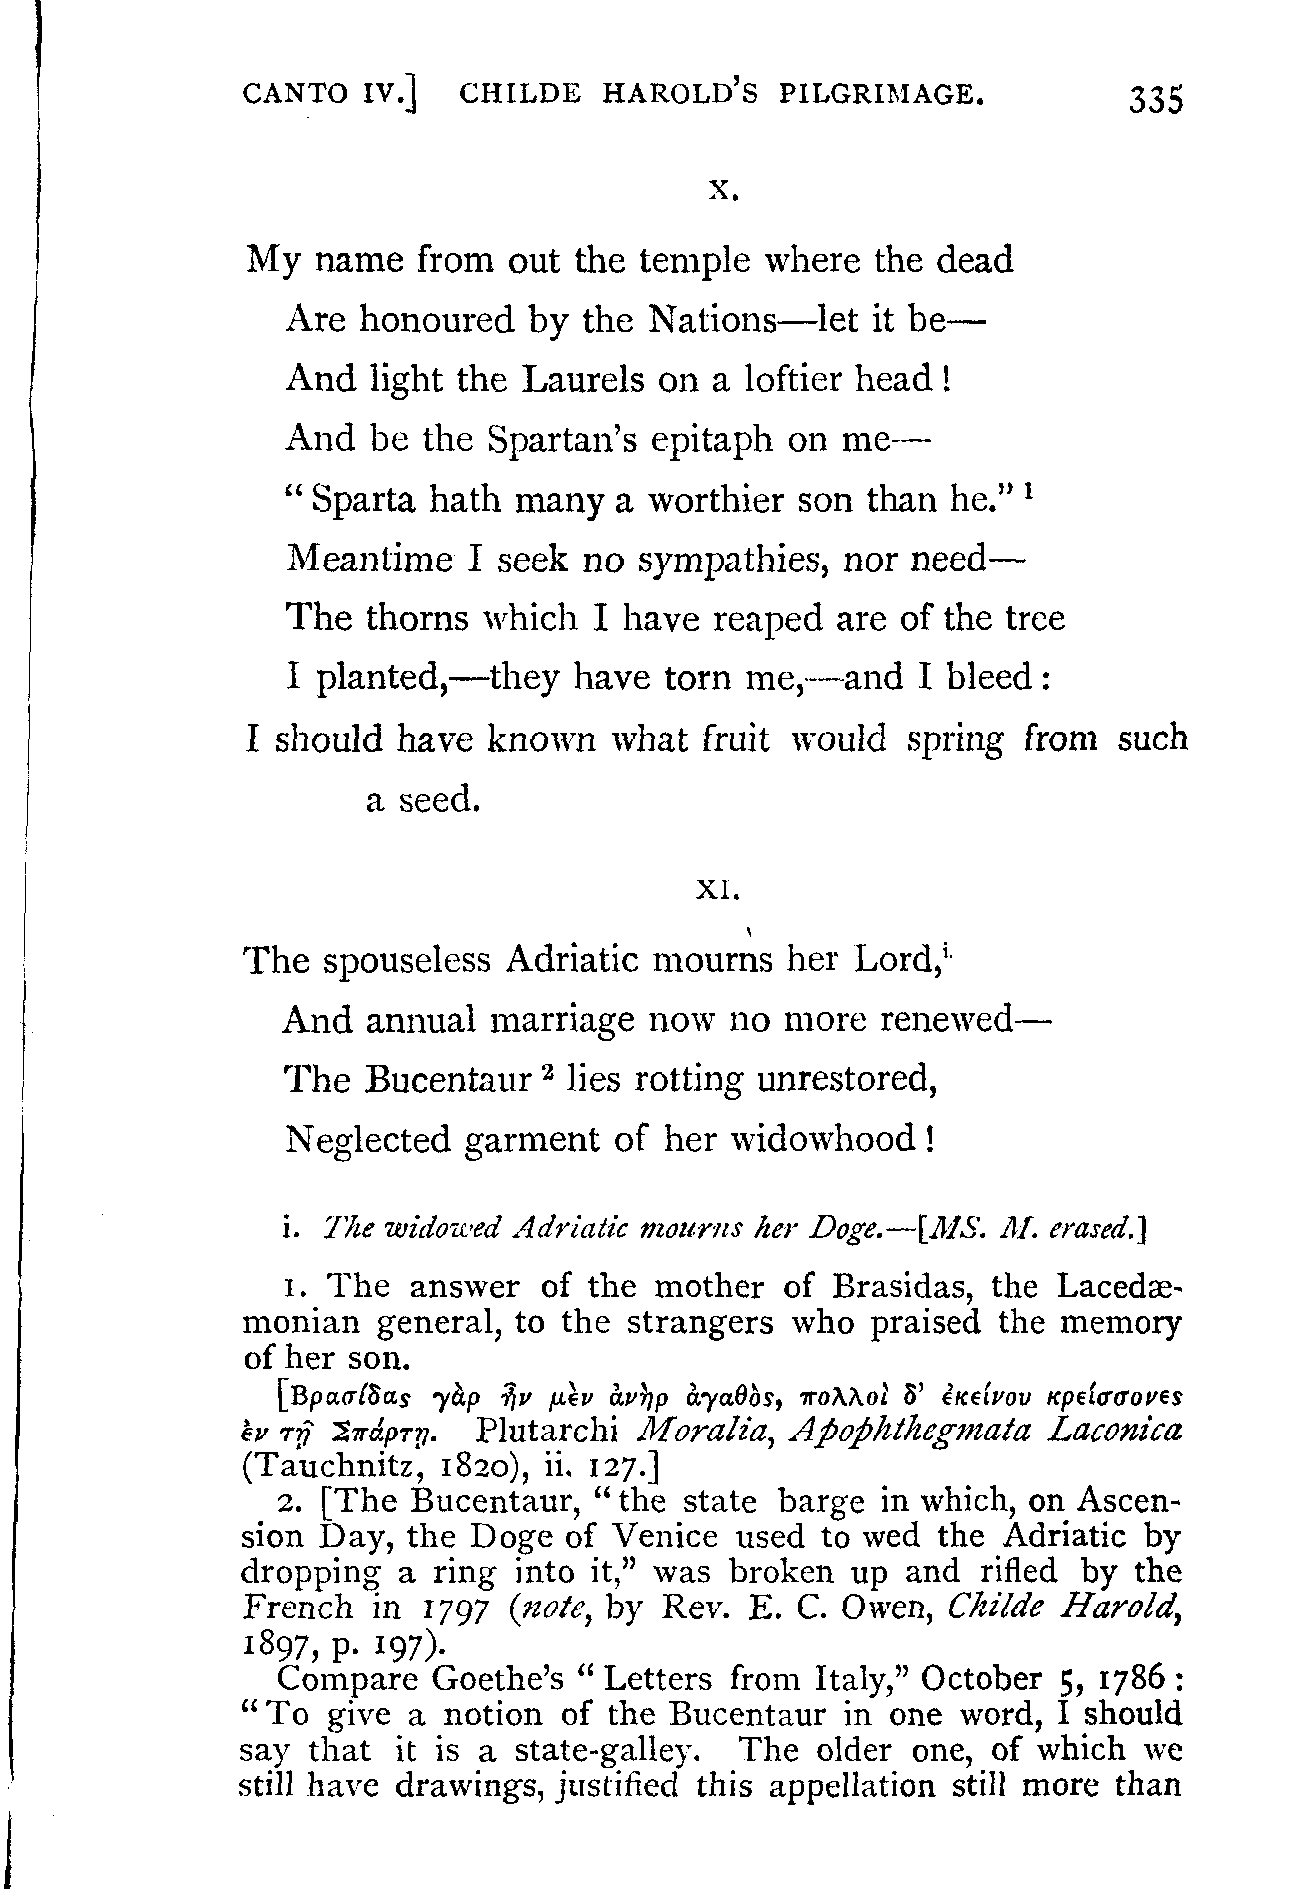 CANTO IV.] CHILDE HAROLD'S PILGRIMAGE. 335
X.
My name from out the temple where the dead
Are honoured by the Nations—let it be—
And light the Laurels on a loftier head!
And be the Spartan's epitaph on me—
"Sparta hath many a worthier son than he." 1
Meantime I seek no sympathies, nor need—
The thorns which I have reaped are of the tree
I planted,—they have torn me,—and I bleed:
I should have known what fruit would spring from such
a seed.
XI.
The spouseless Adriatic mourns her Lord,i.
And annual marriage now no more renewed—
The Bucentaur 2 lies rotting unrestored,
Neglected garment of her widowhood!
i. The widowed Adriatic mourns her Doge.—[MS. M. erased.]
1. The answer of the mother of Brasidas, the Lacedæ-
monian general, to the strangers who praised the memory
of her son.
[Βρασίδας γὰρ ἦν μὲν ἀνὴρ ἀγαθὸς, πολλοὶ δ' ἐκείνου κρείσσονες
ἐν τῇ Σπάρτῃ. Plutarchi Moralia, Apophthegmata Laconica
(Tauchnitz, 1820), ii. 127.]
2. [The Bucentaur, "the state barge in which, on Ascen-
sion Day, the Doge of Venice used to wed the Adriatic by
dropping a ring into it," was broken up and rifled by the
French in 1797 (note, by Rev. E. C. Owen, Childe Harold,
1897, p. 197).
Compare Goethe's "Letters from Italy," October 5, 1786:
"To give a notion of the Bucentaur in one word, I should
say that it is a state-galley. The older one, of which we
still have drawings, justified this appellation still more than